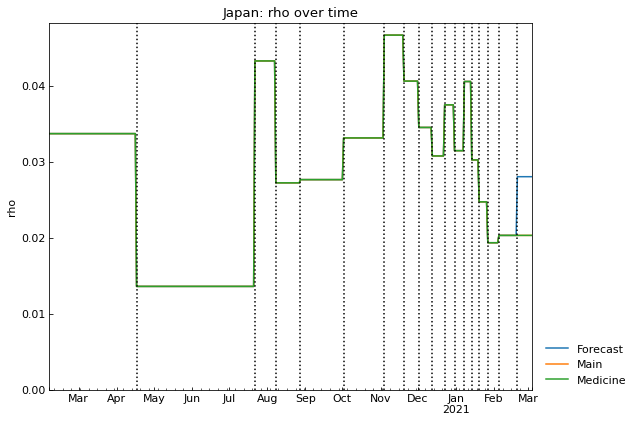 Japan: rho over time
0.04
0.03
0.02
0.01
0.00
rho
Mar Apr May Jun Jul Aug Sep Oct Nov Dec Jan Feb Mar
2021
Forecast
Main
Medicine